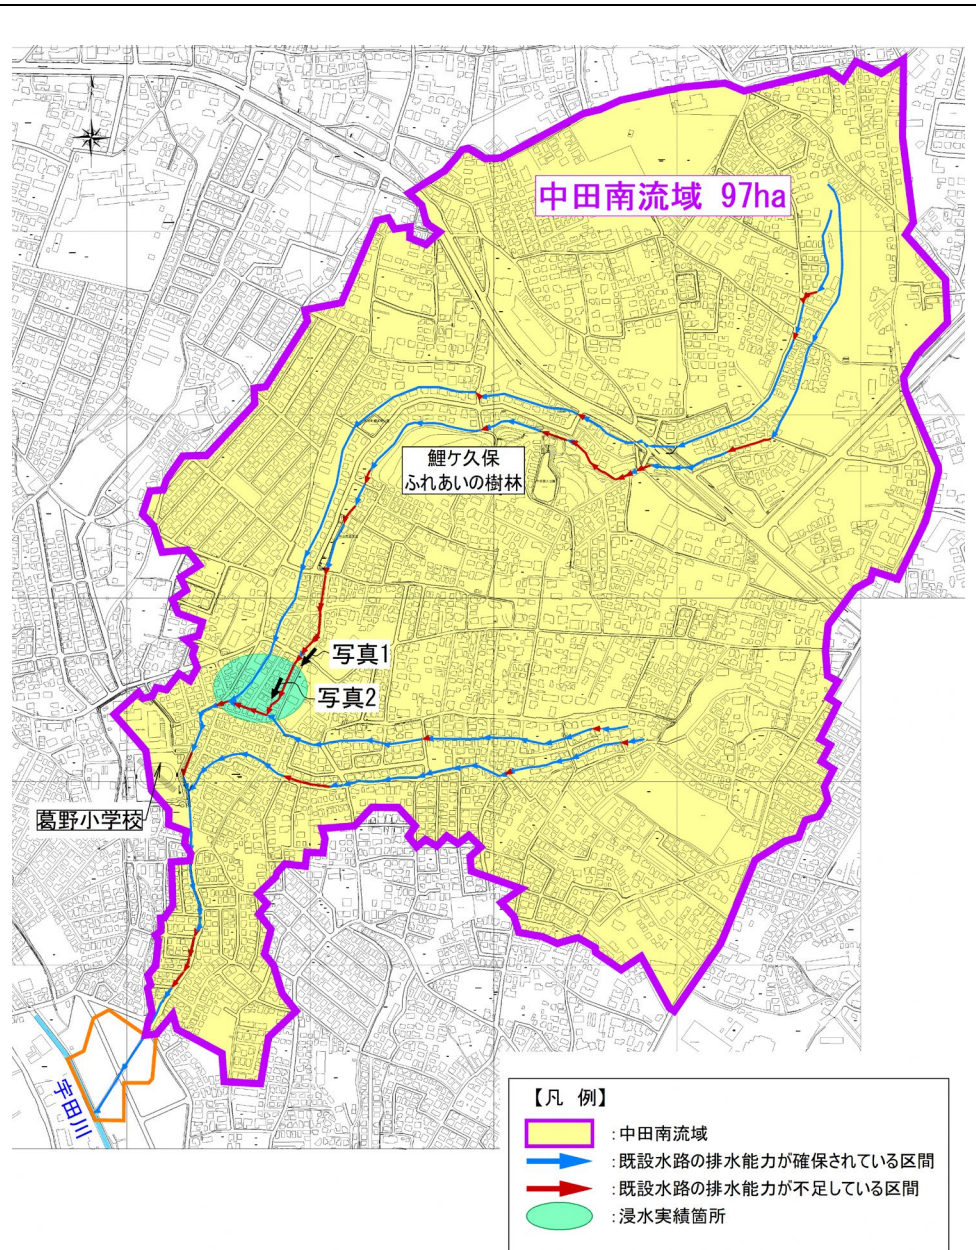 中田南流域 97ha
鯉ケ久保
ふれあいの樹林
写真1
写真2
葛野小学校
宇田川
【凡 例】
:中田南流域
:既設水路の排水能力が確保されている区間
:既設水路の排水能力が不足している区間
:浸水実績箇所